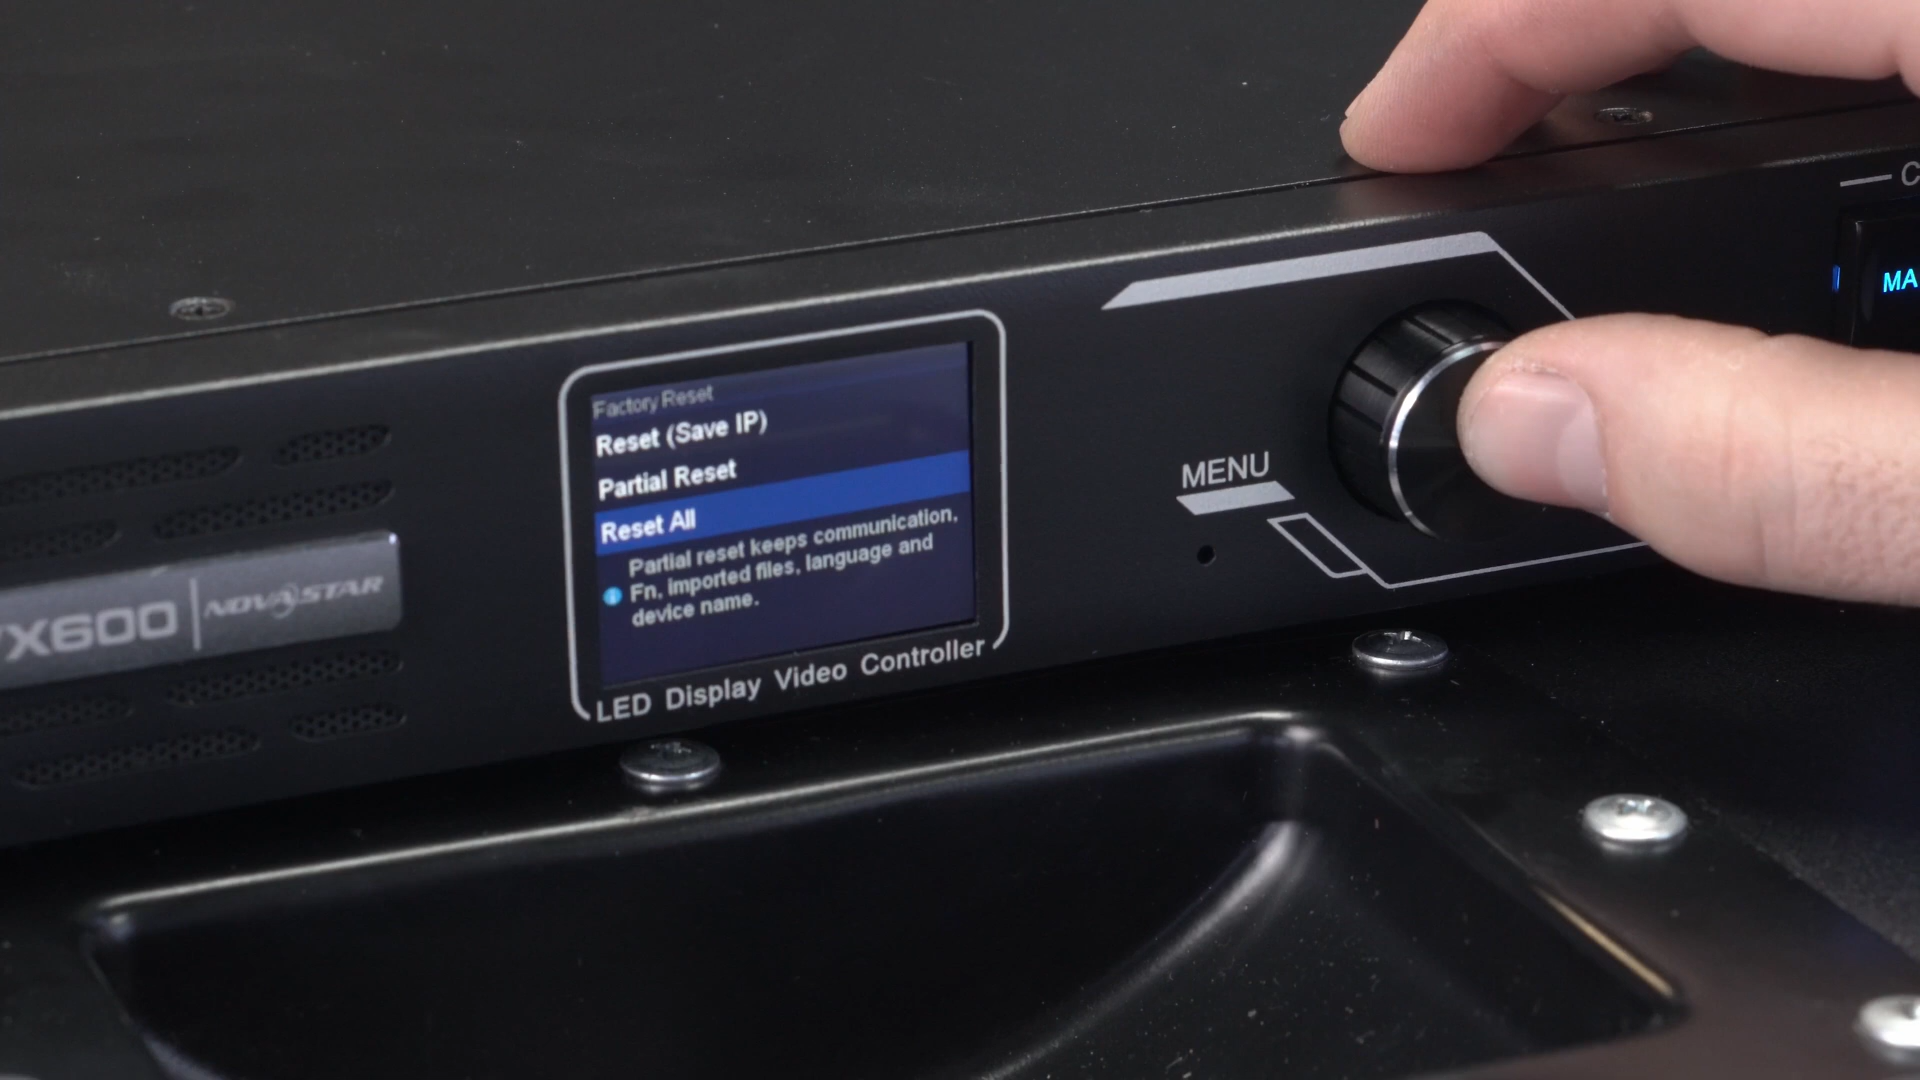 Factory Reset
Reset (Save IP)
Partial Reset
Reset All
Partial reset keeps communication,
Fn, imported files, language and
device name.
LED Display Video Controller
X600
NOVASTAR
MENU
MA
C